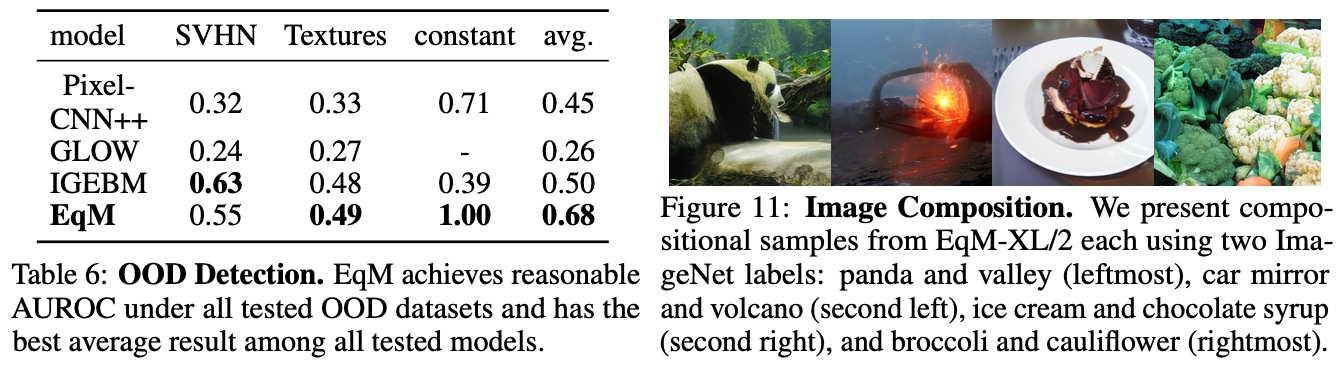 model SVHN Textures constant avg.
Pixel-
CNN++ 0.32 0.33 0.71 0.45
GLOW 0.24 0.27 - 0.26
IGEBM 0.63 0.48 0.39 0.50
EqM 0.55 0.49 1.00 0.68
Table 6: OOD Detection. EqM achieves reasonable
AUROC under all tested OOD datasets and has the
best average result among all tested models.
Figure 11: Image Composition. We present compo-
sitional samples from EqM-XL/2 each using two Ima-
geNet labels: panda and valley (leftmost), car mirror
and volcano (second left), ice cream and chocolate syrup
(second right), and broccoli and cauliflower (rightmost).